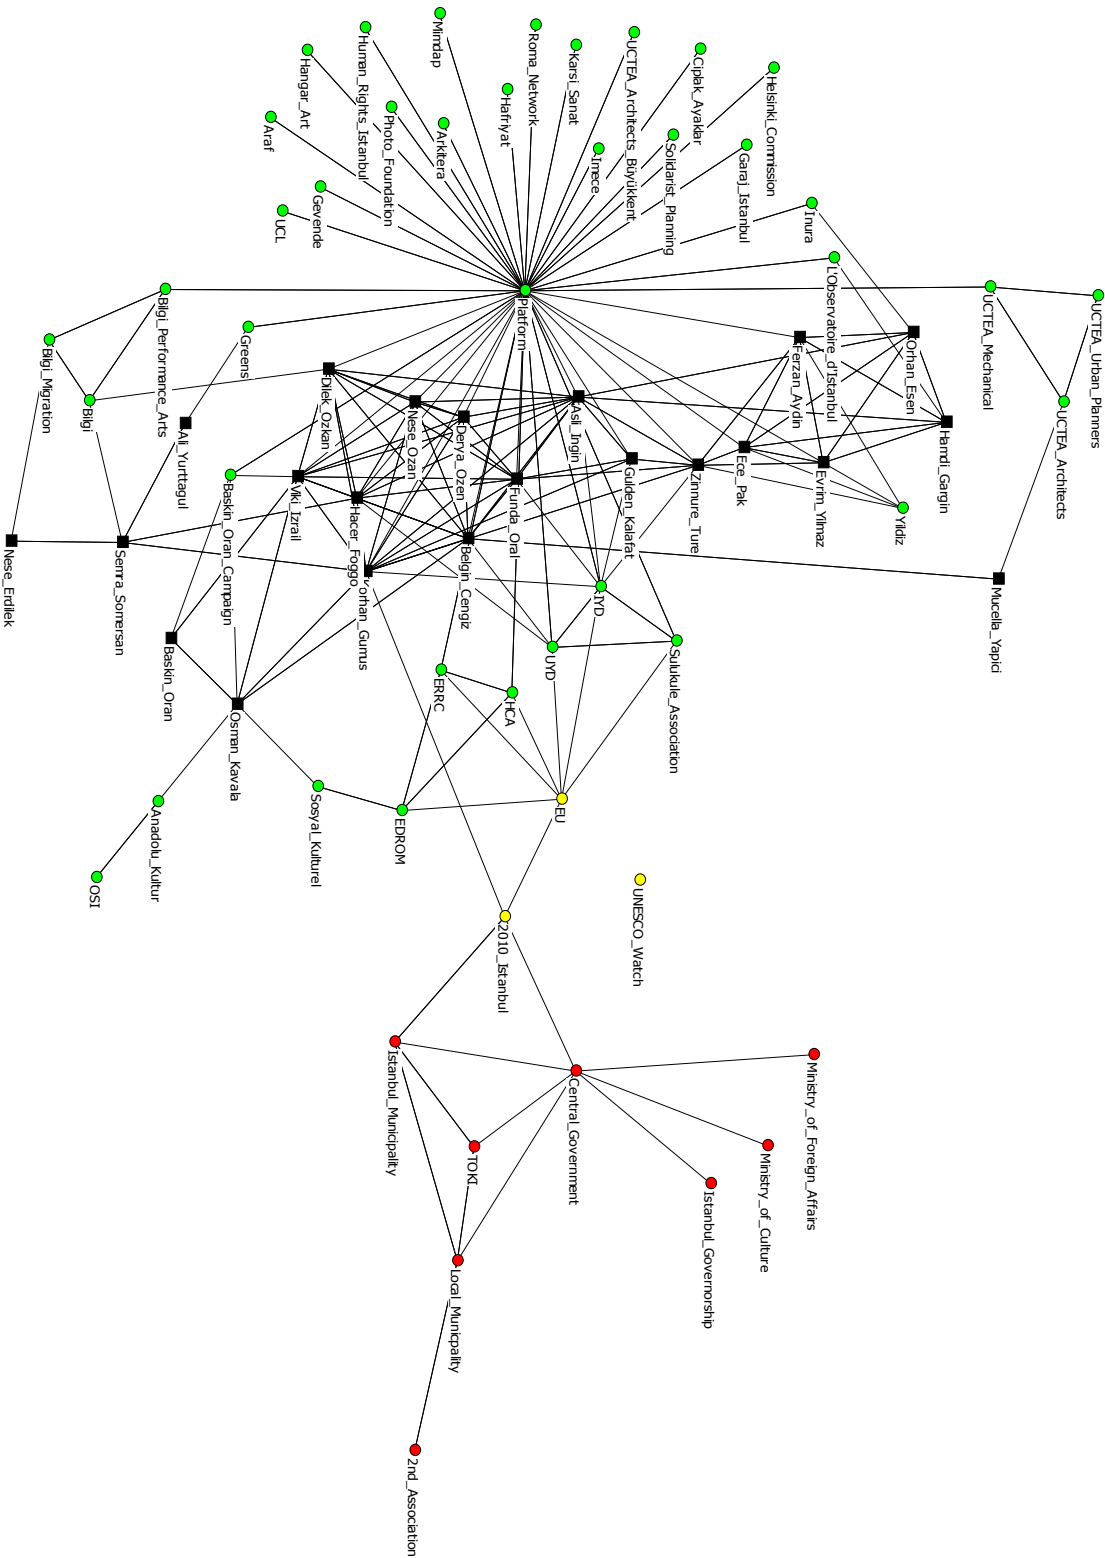 Mimdap
Roma_Network
Karsi_Sanat
UCTEA_Architects_Büyükkent
Ciplak_Ayaklar
Helsinki_Commission
Human_Rights_Istanbul
Hangar_Art
Hafriyat
Photo_Foundation
Arkitera
Araf
Imece
Solidarist_Planning
Garaj_Istanbul
Gevende
UCL
Inura
L'Observatoire_d'Istanbul
Platform
Bilgi_Performance_Arts
UCTEA_Mechanical
UCTEA_Urban_Planners
Greens
Bilgi_Migration
Ferzan_Aydin
Orhan_Esen
Dilek_Ozkan
Bilgi
Nese_Ozan
Asli_Ingin
UCTEA_Architects
Derya_Ozen
Ali_Yurttagul
Hamdi_Gargin
Ece_Pak
Gulden_Kalafat
Zinnure_Ture
Evrim_Yilmaz
Baskin_Oran_Campaign
Viki_Izrail
Funda_Oral
Hacer_Foggo
Yildiz
Belgin_Cengiz
Nese_Erdilek
Semra_Somersan
orhan_Gumus
Mucella_Yapici
IYD
Baskin_Oran
UYD
Sulukule_Association
ERRC
HCA
Osman_Kavala
Sosyal_Kulturel
Anadolu_Kultur
EDROM
EU
OSI
UNESCO_Watch
2010_Istanbul
Istanbul_Municipality
Central_Government
Ministry_of_Foreign_Affairs
TOKI
Ministry_of_Culture
Istanbul_Governorship
Local_Municpality
2nd_Association